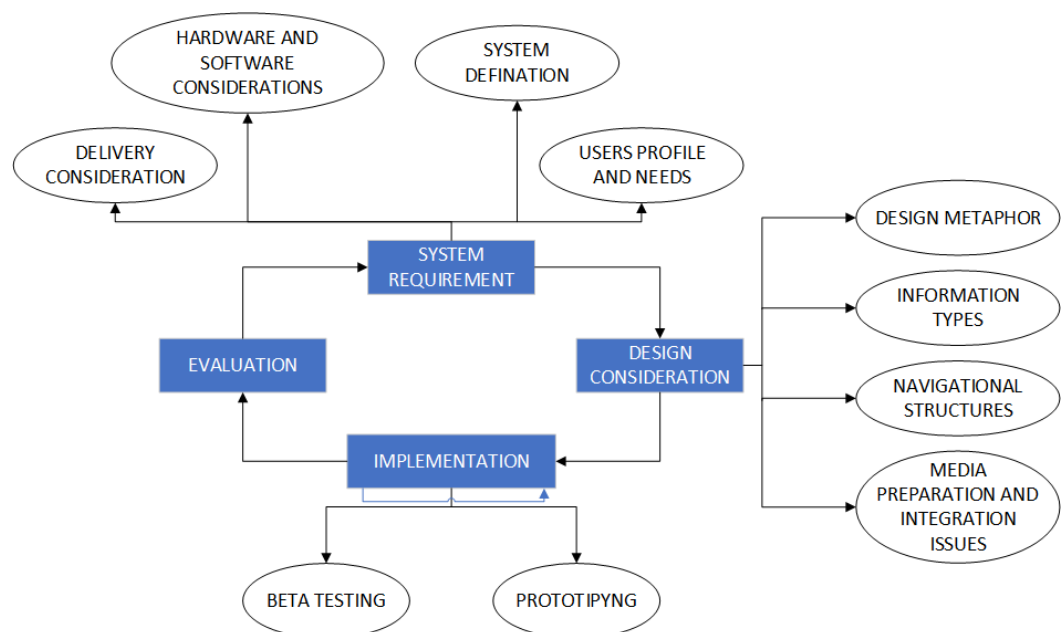 HARDWARE AND
SOFTWARE
CONSIDERATIONS
SYSTEM
DEFINATION
DELIVERY
CONSIDERATION
USERS PROFILE
AND NEEDS
SYSTEM
REQUIREMENT
DESIGN METAPHOR
INFORMATION
TYPES
EVALUATION
DESIGN
CONSIDERATION
NAVIGATIONAL
STRUCTURES
IMPLEMENTATION
MEDIA
PREPARATION AND
INTEGRATION
ISSUES
BETA TESTING
PROTOTIPYNG